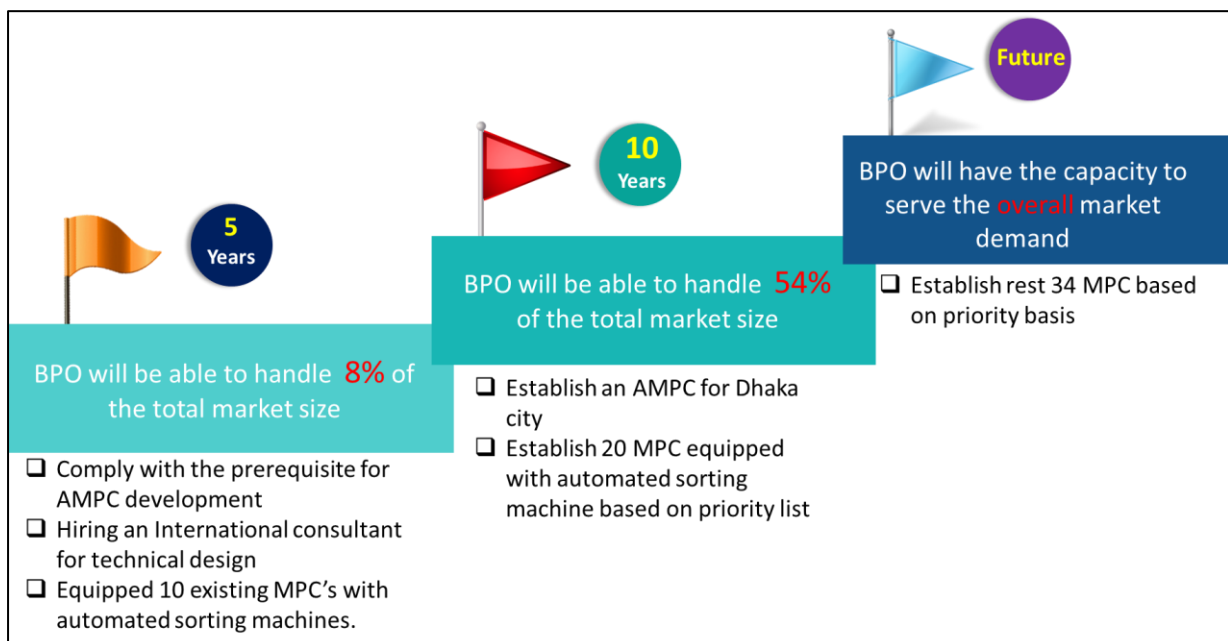 5
Years
BPO will be able to handle 8% of
the total market size
❑ Comply with the prerequisite for
AMPC development
❑ Hiring an International consultant
for technical design
❑ Equipped 10 existing MPC’s with
automated sorting machines.
10
Years
BPO will be able to handle 54%
of the total market size
❑ Establish an AMPC for Dhaka
city
❑ Establish 20 MPC equipped
with automated sorting
machine based on priority list
Future
BPO will have the capacity to
serve the overall market
demand
❑ Establish rest 34 MPC based
on priority basis